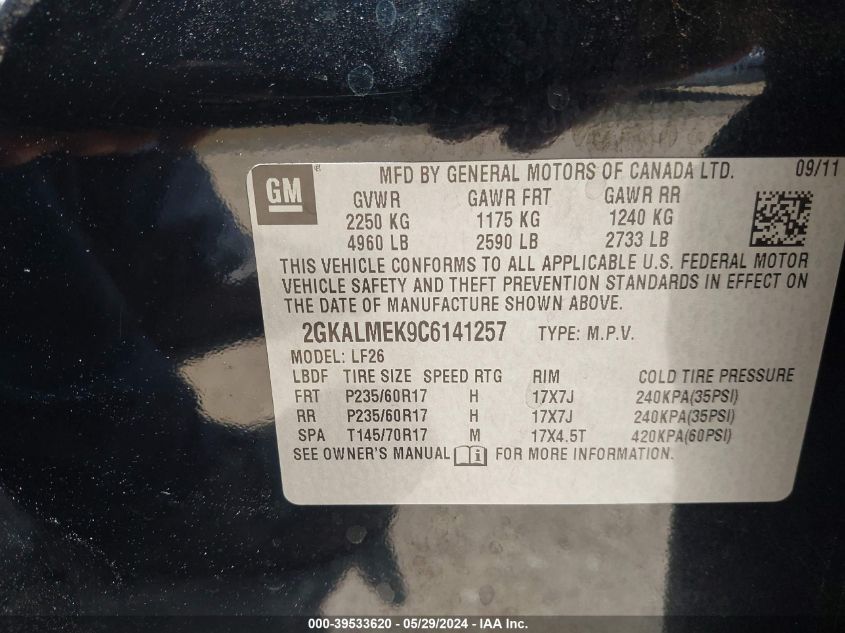 GM
MFD BY GENERAL MOTORS OF CANADA LTD. 09/11
GVWR GAWR FRT GAWR RR
2250 KG 1175 KG 1240 KG
4960 LB 2590 LB 2733 LB
THIS VEHICLE CONFORMS TO ALL APPLICABLE U.S. FEDERAL MOTOR
VEHICLE SAFETY AND THEFT PREVENTION STANDARDS IN EFFECT ON
THE DATE OF MANUFACTURE SHOWN ABOVE.
2GKALMEK9C6141257 TYPE: M.P.V.
MODEL: LF26
LBDF TIRE SIZE SPEED RTG RIM COLD TIRE PRESSURE
FRT P235/60R17 H 17X7J 240KPA(35PSI)
RR P235/60R17 H 17X7J 240KPA(35PSI)
SPA T145/70R17 M 17X4.5T 420KPA(60PSI)
SEE OWNER'S MANUAL i FOR MORE INFORMATION.
000-39533620 - 05/29/2024 - IAA Inc.